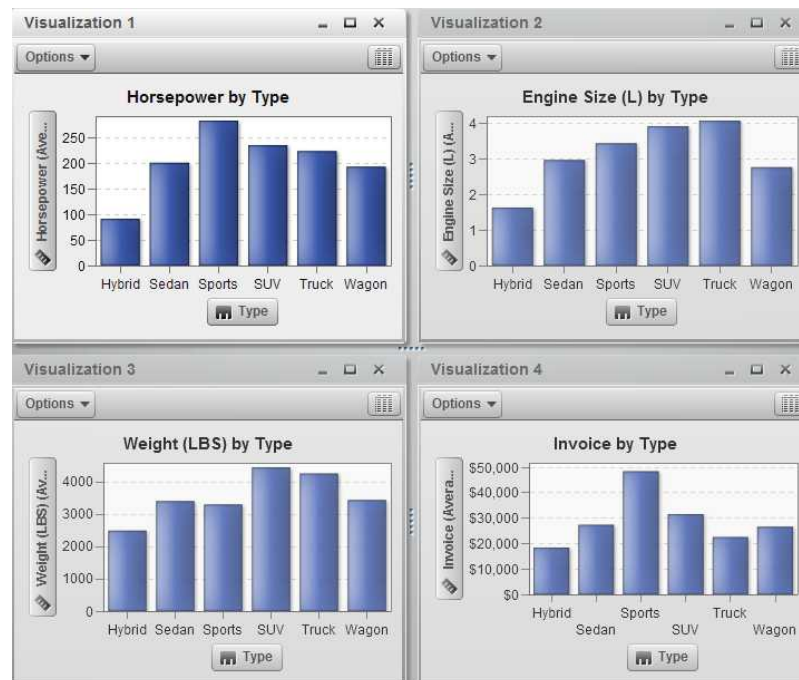 Visualization 1
Options
Horsepower by Type
Horsepower (Ave...
250
200
150
100
50
0
Hybrid Sedan Sports SUV Truck Wagon
Type
Visualization 2
Options
Engine Size (L) by Type
Engine Size (L) (A...
4
3
2
1
0
Hybrid Sedan Sports SUV Truck Wagon
Type
Visualization 3
Options
Weight (LBS) by Type
Weight (LBS) (Av...
4000
3000
2000
1000
0
Hybrid Sedan Sports SUV Truck Wagon
Type
Visualization 4
Options
Invoice by Type
Invoice (Avera...
$50,000
$40,000
$30,000
$20,000
$10,000
$0
Hybrid Sports Truck
Sedan SUV Wagon
Type